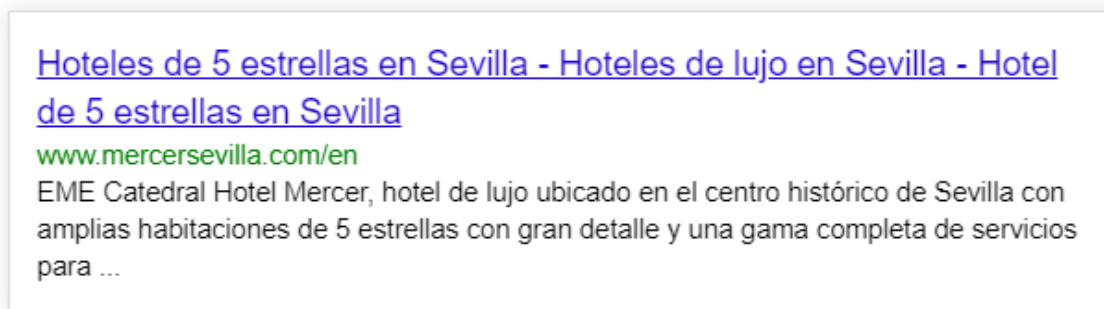 Hoteles de 5 estrellas en Sevilla - Hoteles de lujo en Sevilla - Hotel
de 5 estrellas en Sevilla
www.mercersevilla.com/en
EME Catedral Hotel Mercer, hotel de lujo ubicado en el centro histórico de Sevilla con
amplias habitaciones de 5 estrellas con gran detalle y una gama completa de servicios
para ...